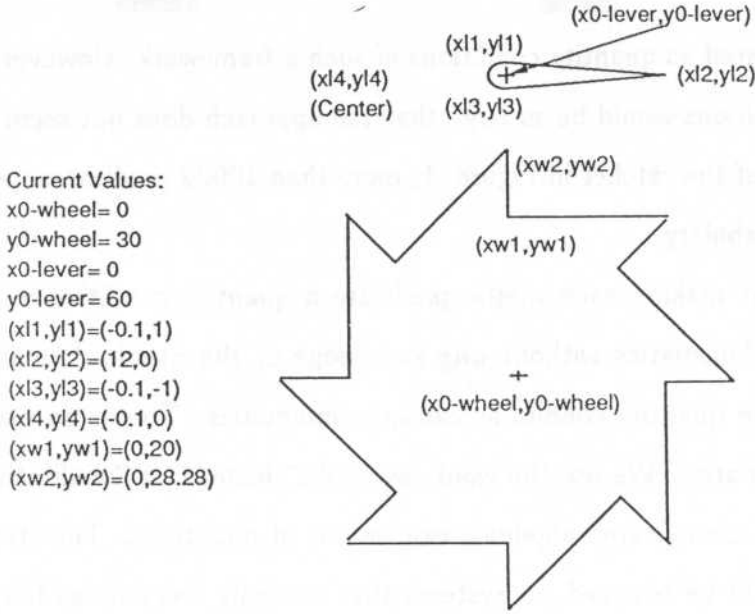 (x0-lever,y0-lever)
(xl1,yl1)
(xl4,yl4)
(Center)
(xl2,yl2)
(xl3,yl3)
(xw2,yw2)
(xw1,yw1)
(x0-wheel,y0-wheel)
Current Values:
x0-wheel= 0
y0-wheel= 30
x0-lever= 0
y0-lever= 60
(xl1,yl1)=(-0.1,1)
(xl2,yl2)=(12,0)
(xl3,yl3)=(-0.1,-1)
(xl4,yl4)=(-0.1,0)
(xw1,yw1)=(0,20)
(xw2,yw2)=(0,28.28)